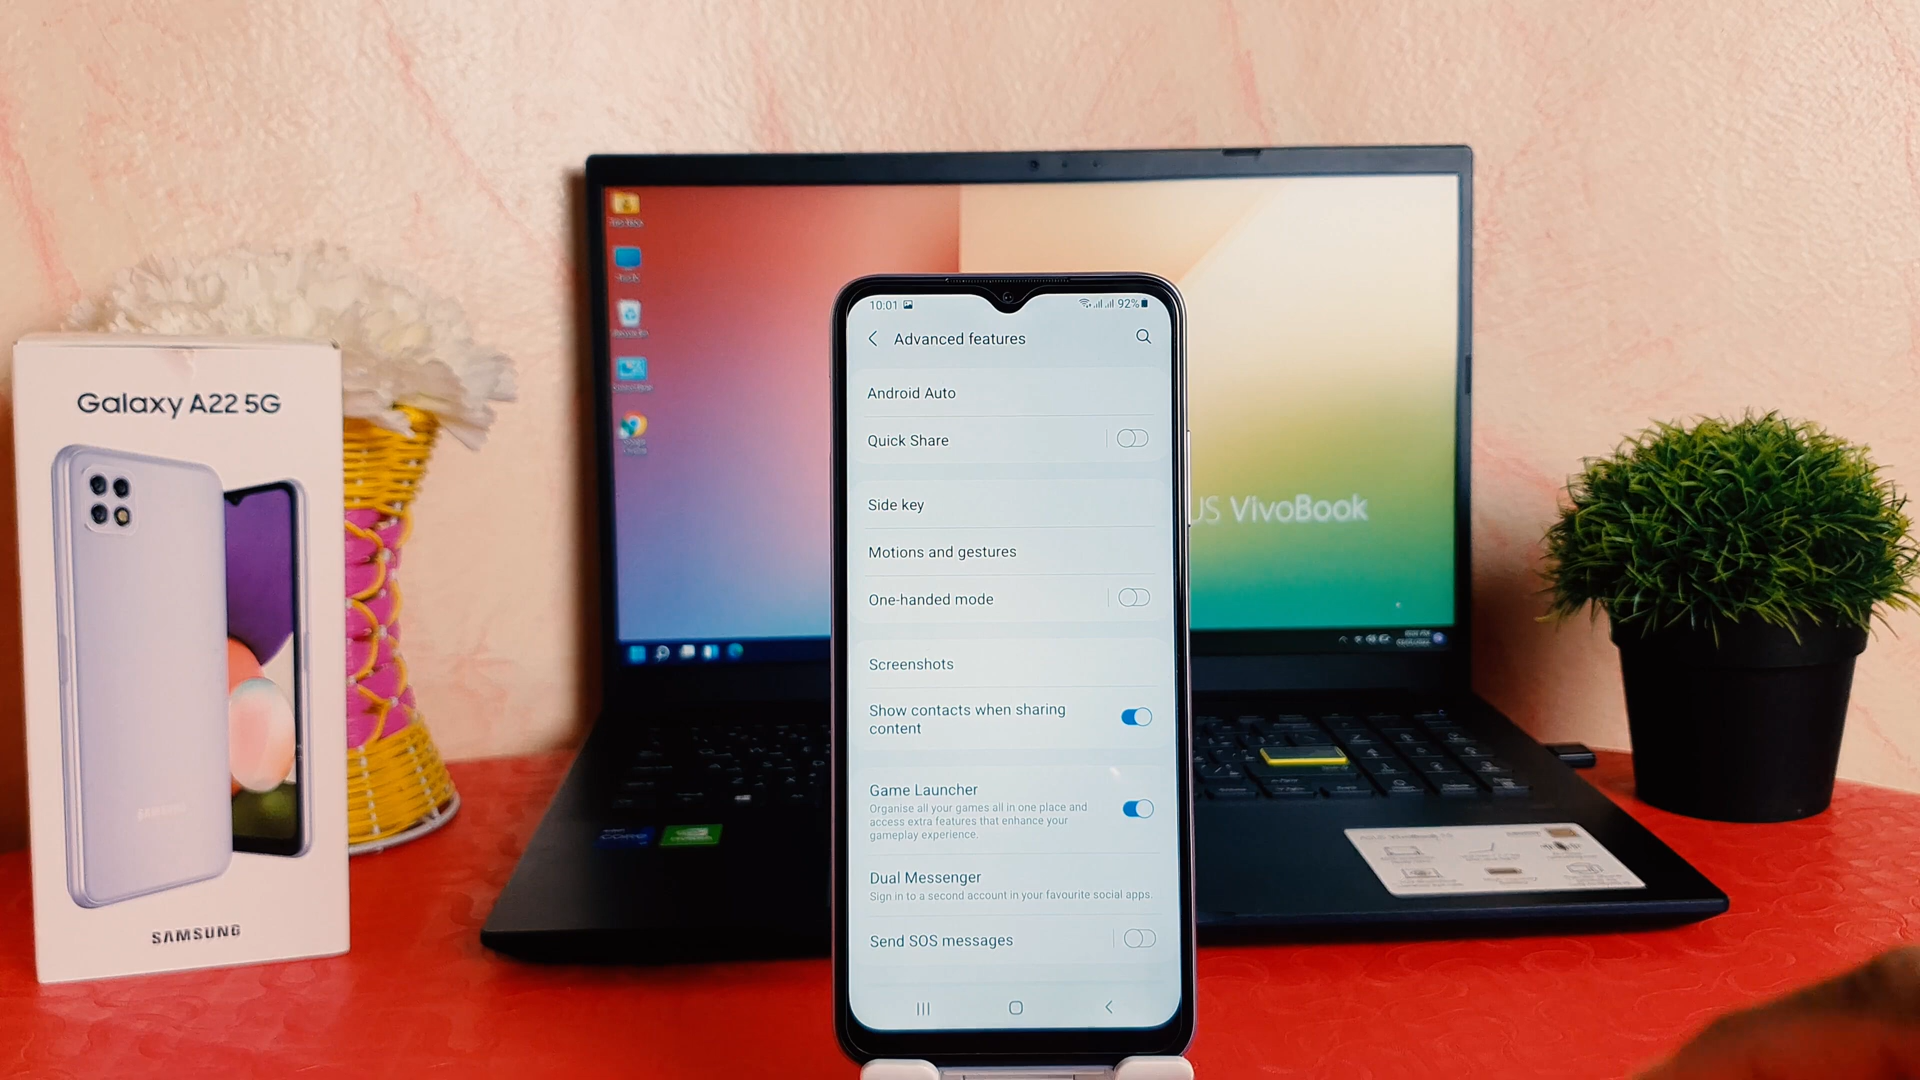 Galaxy A22 5G
SAMSUNG
SAMSUNG
US VivoBook
10:01
92%
Advanced features
Android Auto
Quick Share
Side key
Motions and gestures
One-handed mode
Screenshots
Show contacts when sharing
content
Game Launcher
Organise all your games all in one place and
access extra features that enhance your
gameplay experience.
Dual Messenger
Sign in to a second account in your favourite social apps.
Send SOS messages